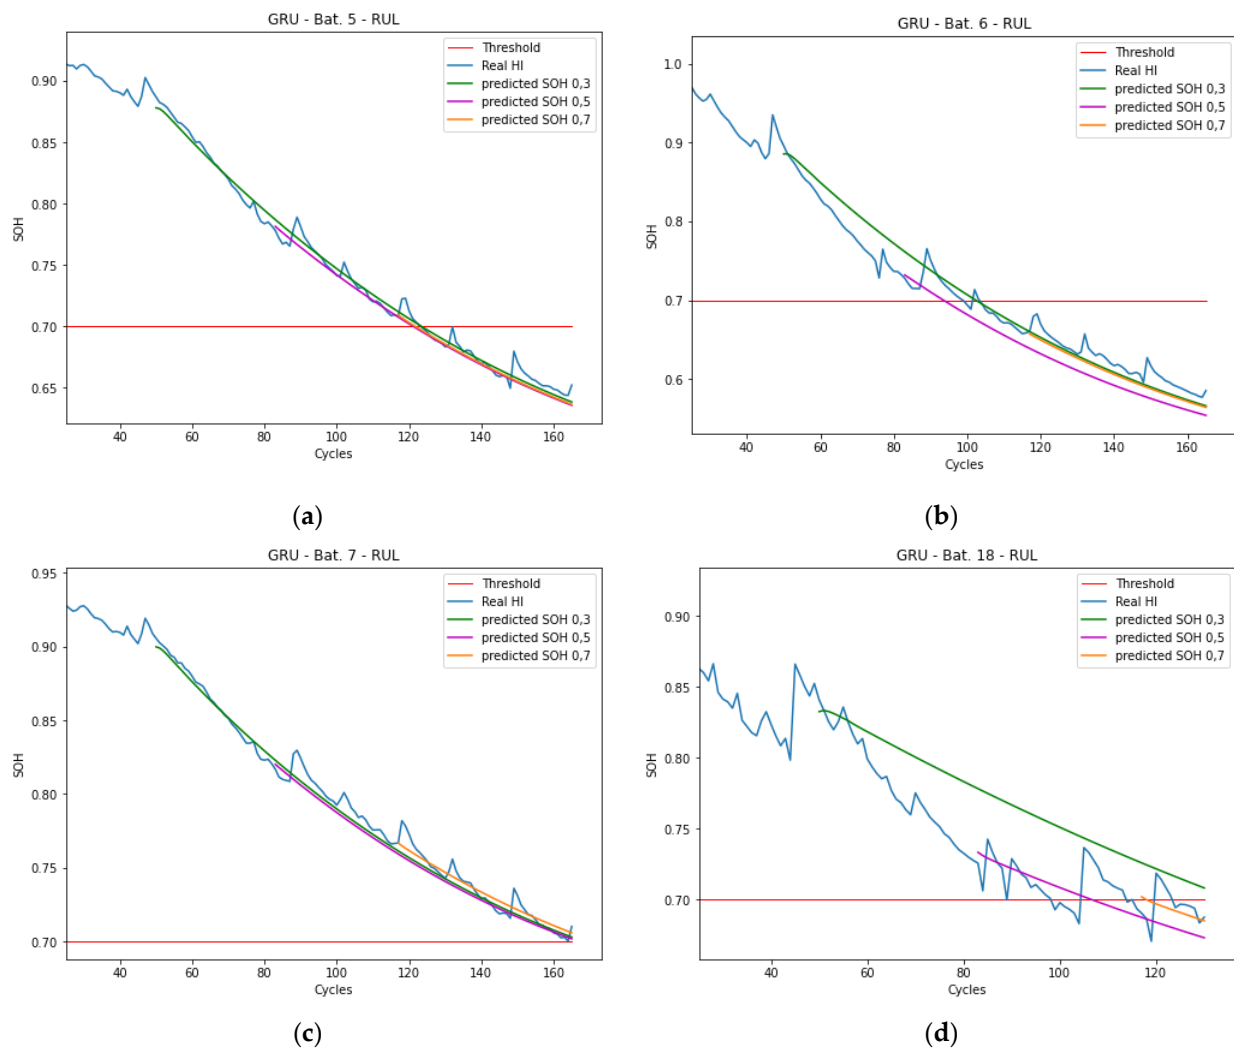 GRU - Bat. 5 - RUL
Threshold
Real HI
predicted SOH 0,3
predicted SOH 0,5
predicted SOH 0,7
0.90
0.85
0.80
0.75
0.70
0.65
SOH
40 60 80 100 120 140 160
Cycles
(a)
GRU - Bat. 6 - RUL
Threshold
Real HI
predicted SOH 0,3
predicted SOH 0,5
predicted SOH 0,7
1.0
0.9
0.8
0.7
0.6
SOH
40 60 80 100 120 140 160
Cycles
(b)
GRU - Bat. 7 - RUL
Threshold
Real HI
predicted SOH 0,3
predicted SOH 0,5
predicted SOH 0,7
0.95
0.90
0.85
0.80
0.75
0.70
SOH
40 60 80 100 120 140 160
Cycles
(c)
GRU - Bat. 18 - RUL
Threshold
Real HI
predicted SOH 0,3
predicted SOH 0,5
predicted SOH 0,7
0.90
0.85
0.80
0.75
0.70
SOH
40 60 80 100 120
Cycles
(d)